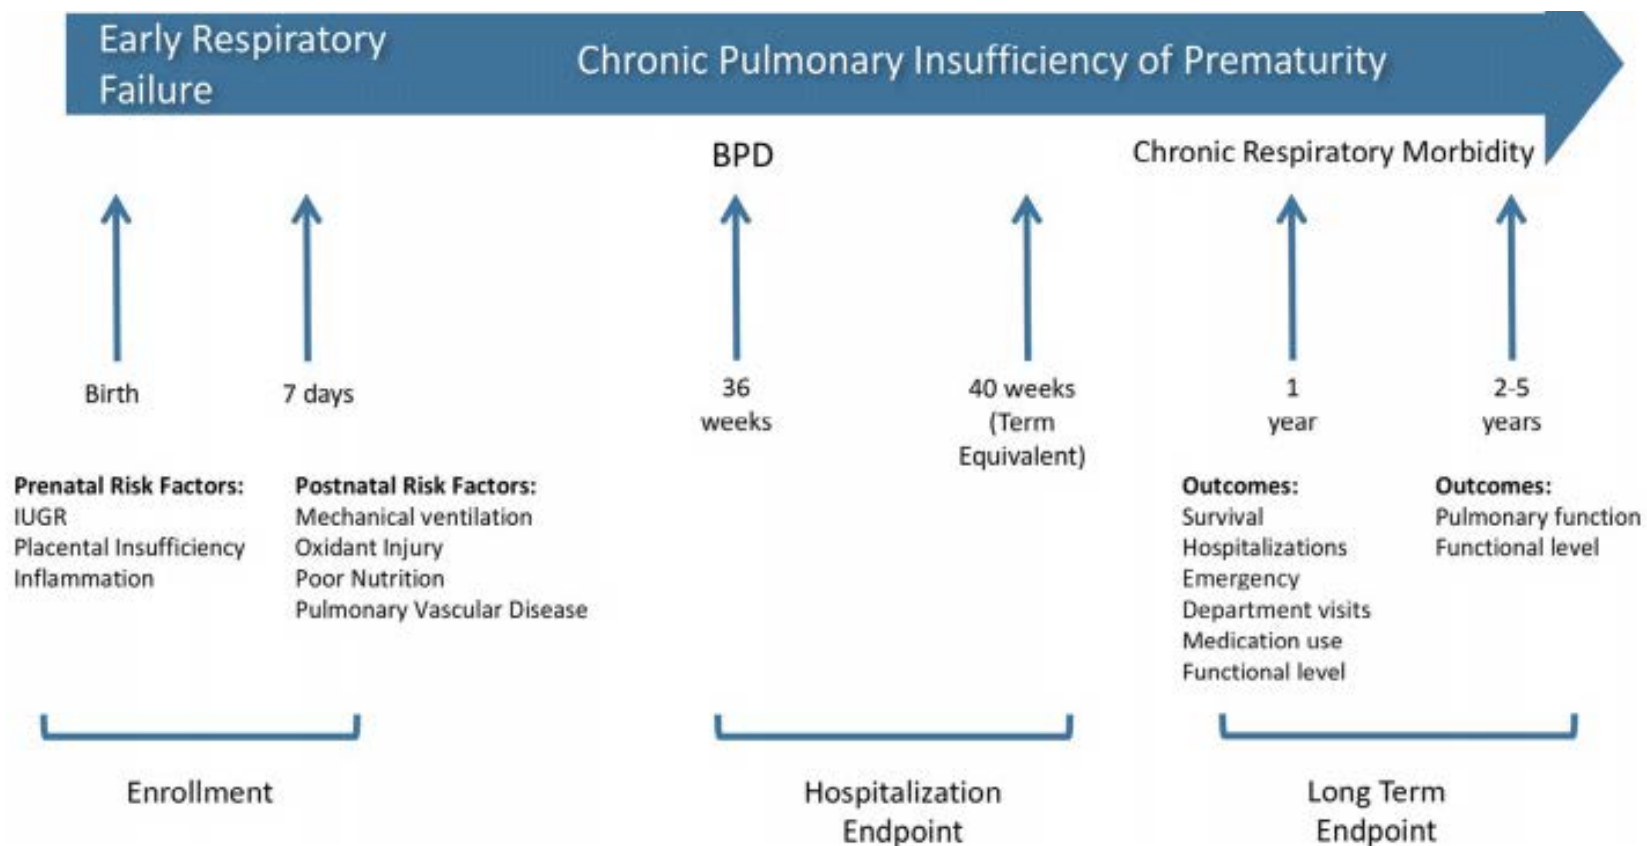 Early Respiratory
Failure
Chronic Pulmonary Insufficiency of Prematurity
BPD
Chronic Respiratory Morbidity
Birth
7 days
36
weeks
40 weeks
(Term
Equivalent)
1
year
2-5
years
Prenatal Risk Factors:
IUGR
Placental Insufficiency
Inflammation
Postnatal Risk Factors:
Mechanical ventilation
Oxidant Injury
Poor Nutrition
Pulmonary Vascular Disease
Outcomes:
Survival
Hospitalizations
Emergency
Department visits
Medication use
Functional level
Outcomes:
Pulmonary function
Functional level
Enrollment
Hospitalization
Endpoint
Long Term
Endpoint